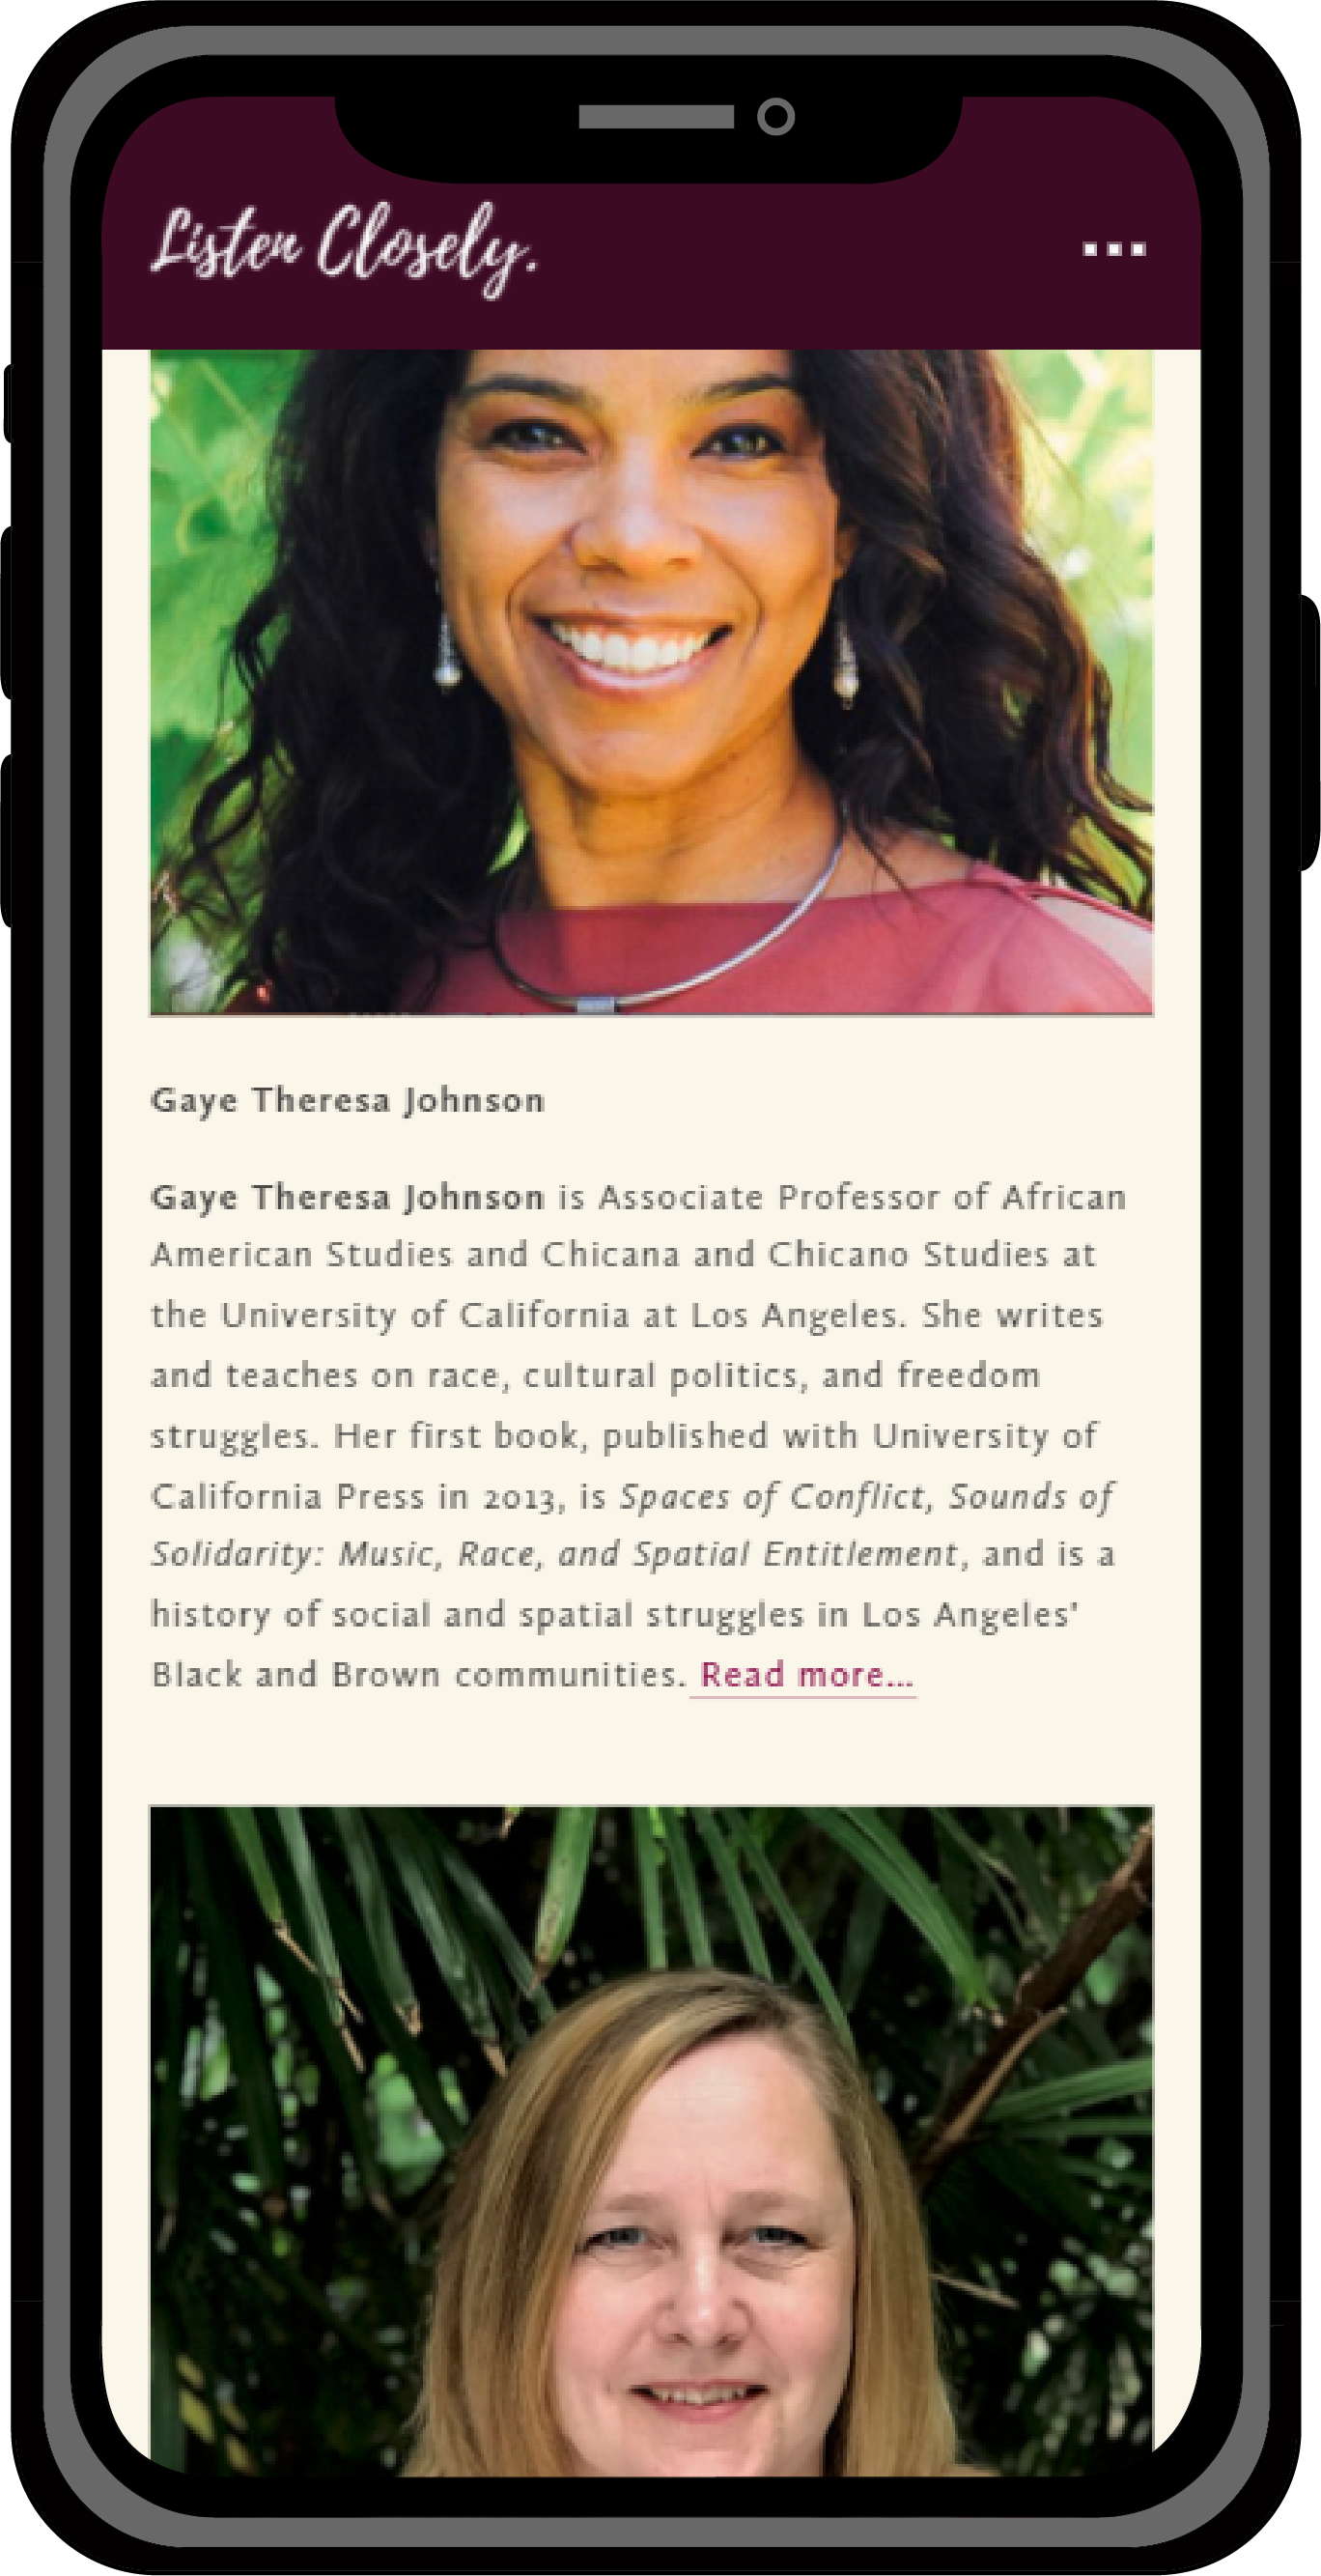 Listen Closely.
Gaye Theresa Johnson
Gaye Theresa Johnson is Associate Professor of African
American Studies and Chicana and Chicano Studies at
the University of California at Los Angeles. She writes
and teaches on race, cultural politics, and freedom
struggles. Her first book, published with University of
California Press in 2013, is Spaces of Conflict, Sounds of
Solidarity: Music, Race, and Spatial Entitlement, and is a
history of social and spatial struggles in Los Angeles'
Black and Brown communities. Read more...